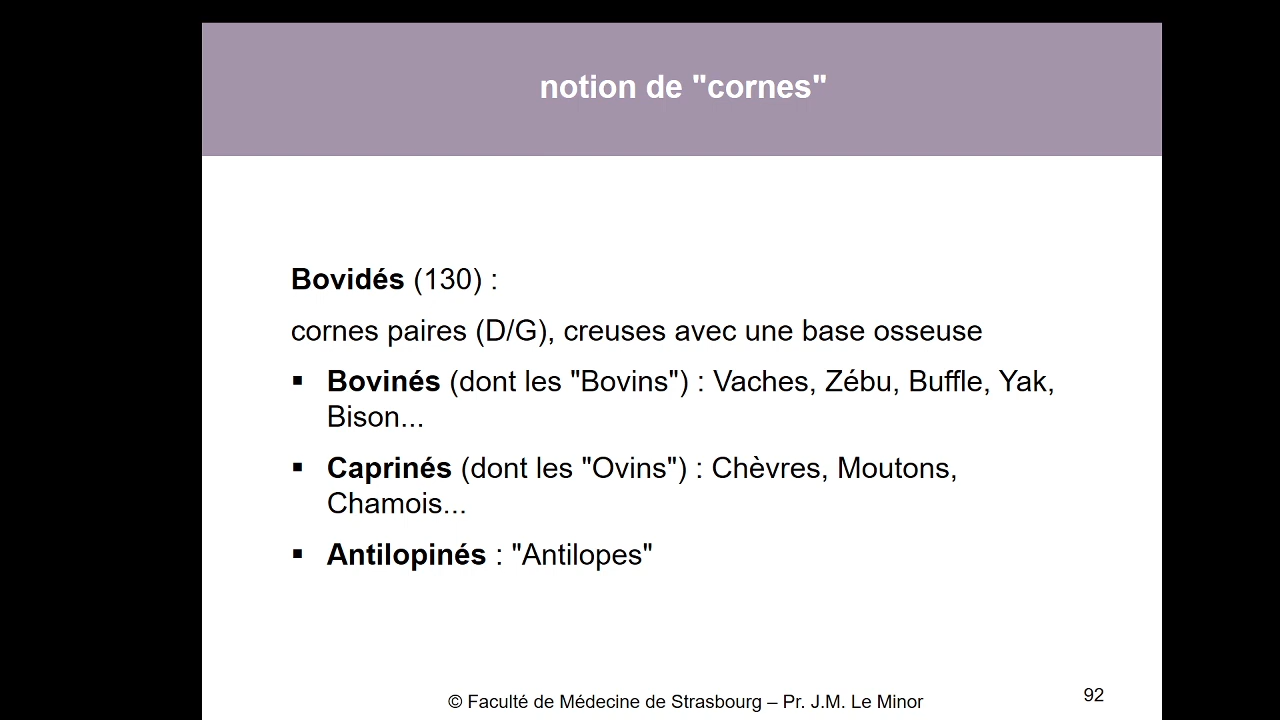 notion de "cornes"
Bovidés (130) :
cornes paires (D/G), creuses avec une base osseuse
▪ Bovinés (dont les "Bovins") : Vaches, Zébu, Buffle, Yak,
Bison...
▪ Caprinés (dont les "Ovins") : Chèvres, Moutons,
Chamois...
▪ Antilopinés : "Antilopes"
© Faculté de Médecine de Strasbourg – Pr. J.M. Le Minor
92